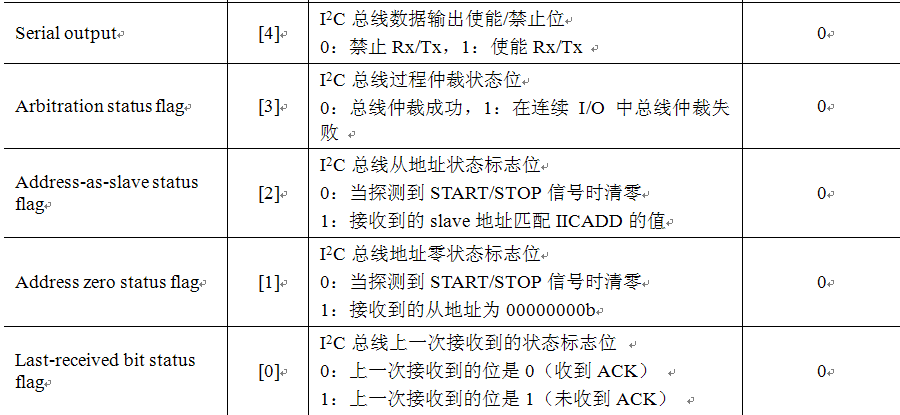 Serial output
[4]
I²C 总线数据输出使能/禁止位
0：禁止 Rx/Tx，1：使能 Rx/Tx
0
Arbitration status flag
[3]
I²C 总线过程仲裁状态位
0：总线仲裁成功，1：在连续 I/O 中总线仲裁失
败
0
Address-as-slave status
flag
[2]
I²C 总线从地址状态标志位
0：当探测到 START/STOP 信号时清零
1：接收到的 slave 地址匹配 IICADD 的值
0
Address zero status flag
[1]
I²C 总线地址零状态标志位
0：当探测到 START/STOP 信号时清零
1：接收到的从地址为 00000000b
0
Last-received bit status
flag
[0]
I²C 总线上一次接收到的状态标志位
0：上一次接收到的位是 0（收到 ACK）
1：上一次接收到的位是 1（未收到 ACK）
0